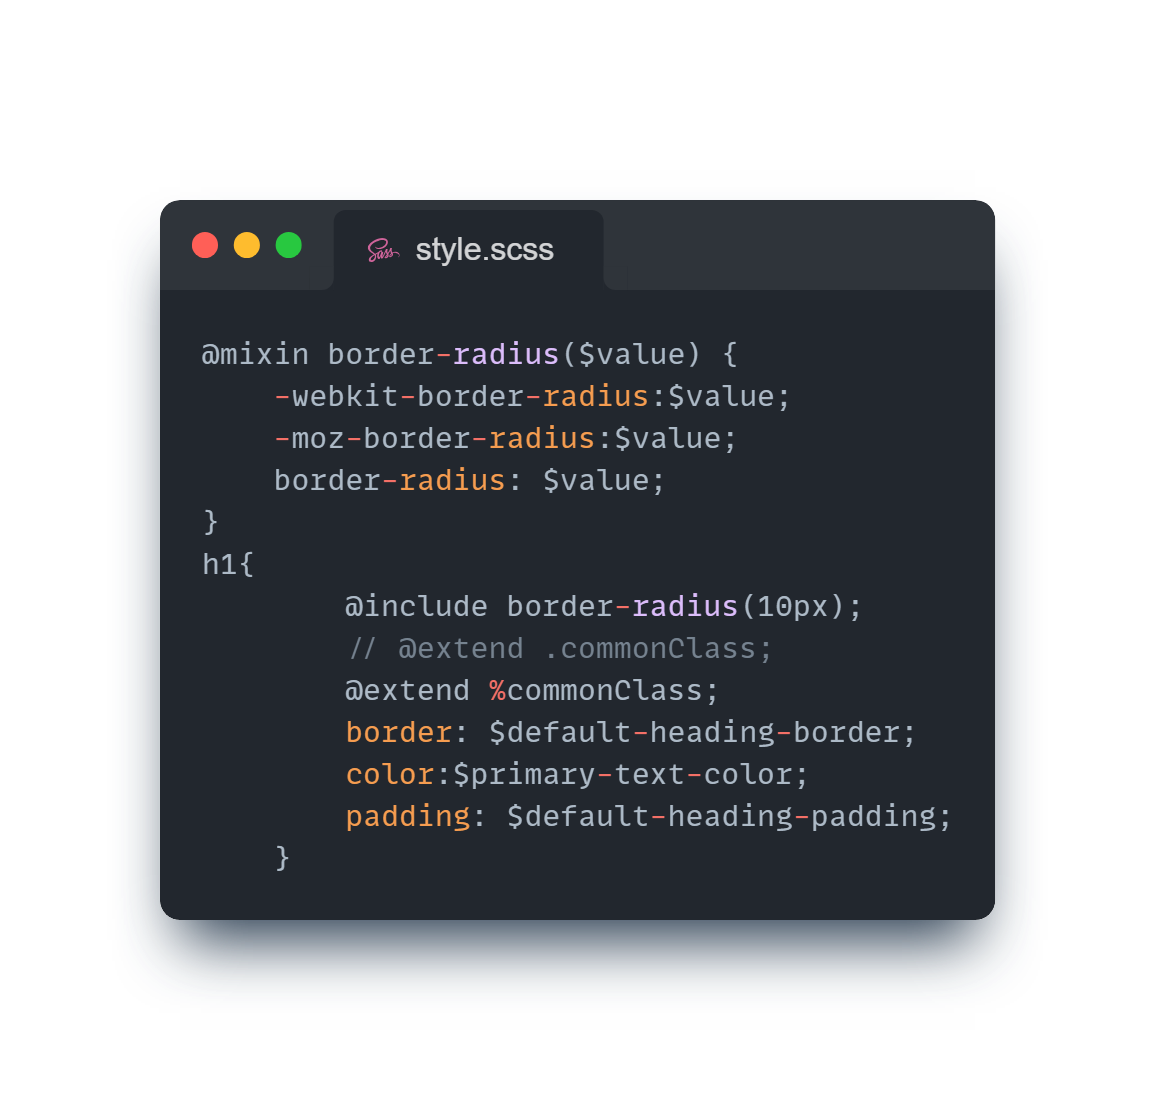 Sass style.scss
@mixin border-radius($value) {
    -webkit-border-radius:$value;
    -moz-border-radius:$value;
    border-radius: $value;
}
h1{
        @include border-radius(10px);
        // @extend .commonClass;
        @extend %commonClass;
        border: $default-heading-border;
        color:$primary-text-color;
        padding: $default-heading-padding;
    }